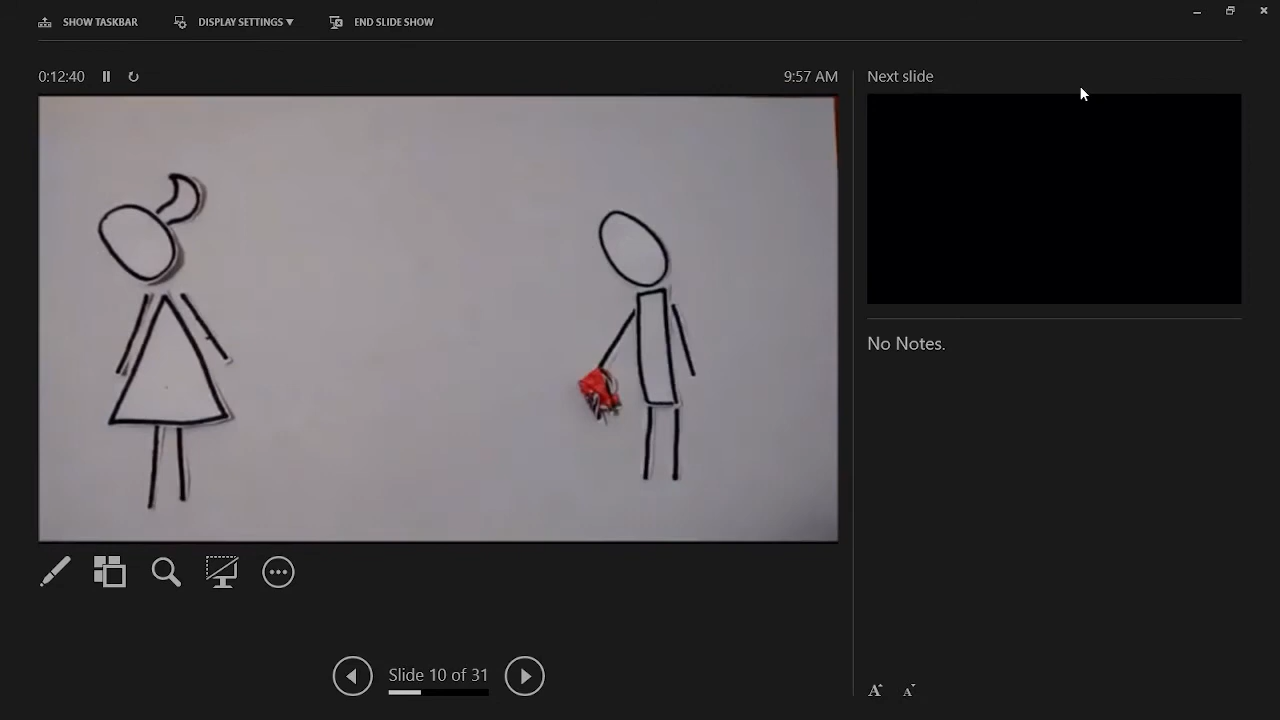 SHOW TASKBAR
DISPLAY SETTINGS ▼
END SLIDE SHOW
0:12:40
9:57 AM
Next slide
No Notes.
Slide 10 of 31
A A